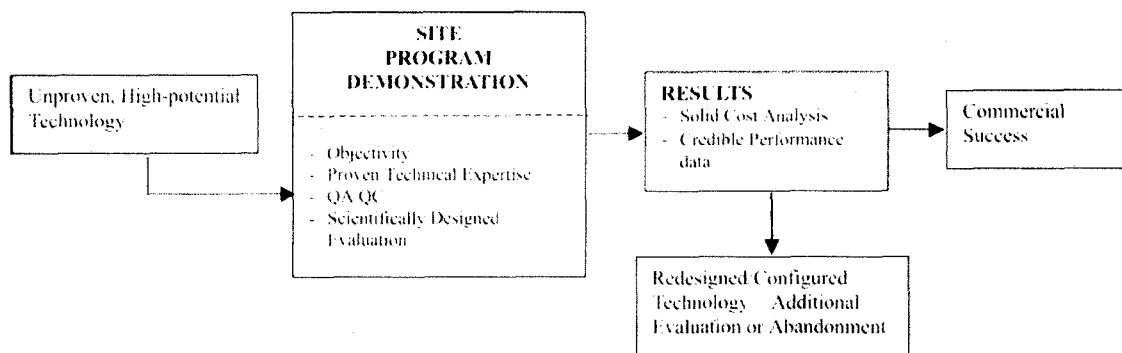 Unproven, High-potential
Technology
SITE
PROGRAM
DEMONSTRATION
- Objectivity
- Proven Technical Expertise
- QA QC
- Scientifically Designed
Evaluation
RESULTS
- Solid Cost Analysis
- Credible Performance
data
Commercial
Success
Redesigned/Configured
Technology Additional
Evaluation or Abandonment